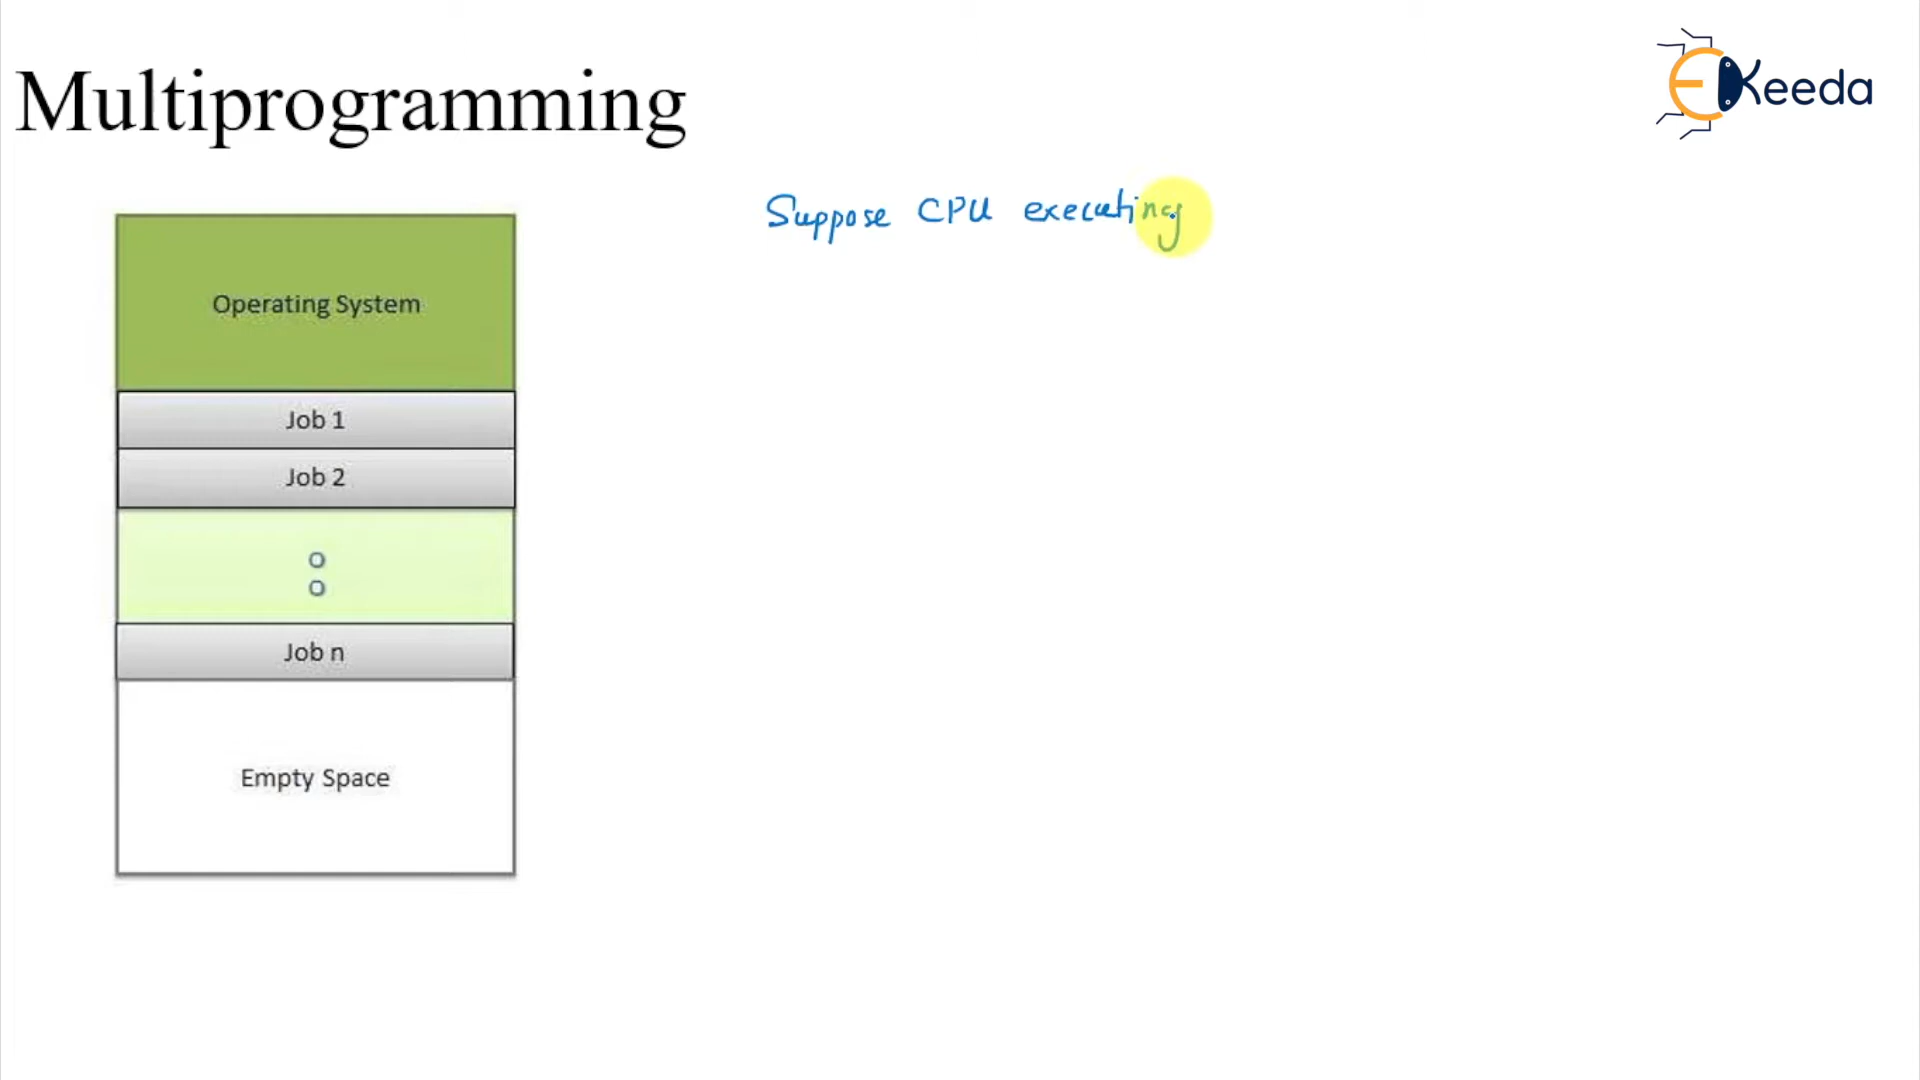 Multiprogramming
EKeeda
Suppose CPU executing
Operating System
Job 1
Job 2
Job n
Empty Space